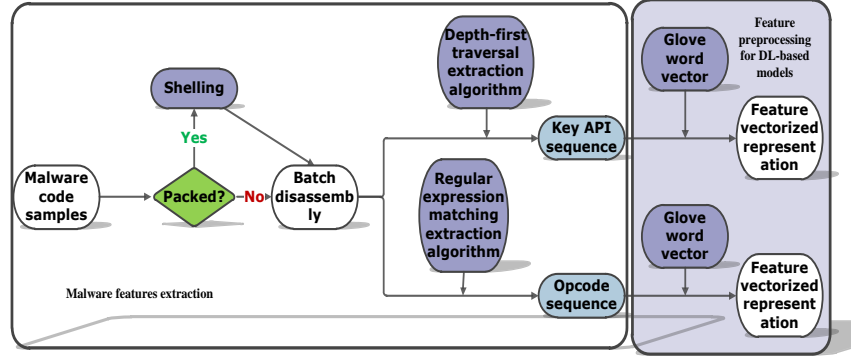 Malware
code
samples
Packed?
Yes
No
Shelling
Batch
disassemb
ly
Depth-first
traversal
extraction
algorithm
Key API
sequence
Regular
expression
matching
extraction
algorithm
Opcode
sequence
Malware features extraction
Feature
preprocessing
for DL-based
models
Glove
word
vector
Feature
vectorized
represent
ation
Glove
word
vector
Feature
vectorized
represent
ation